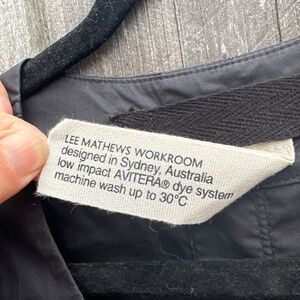 LEE MATHEWS WORKROOM
designed in Sydney, Australia
low impact AVITERA® dye system
machine wash up to 30°C